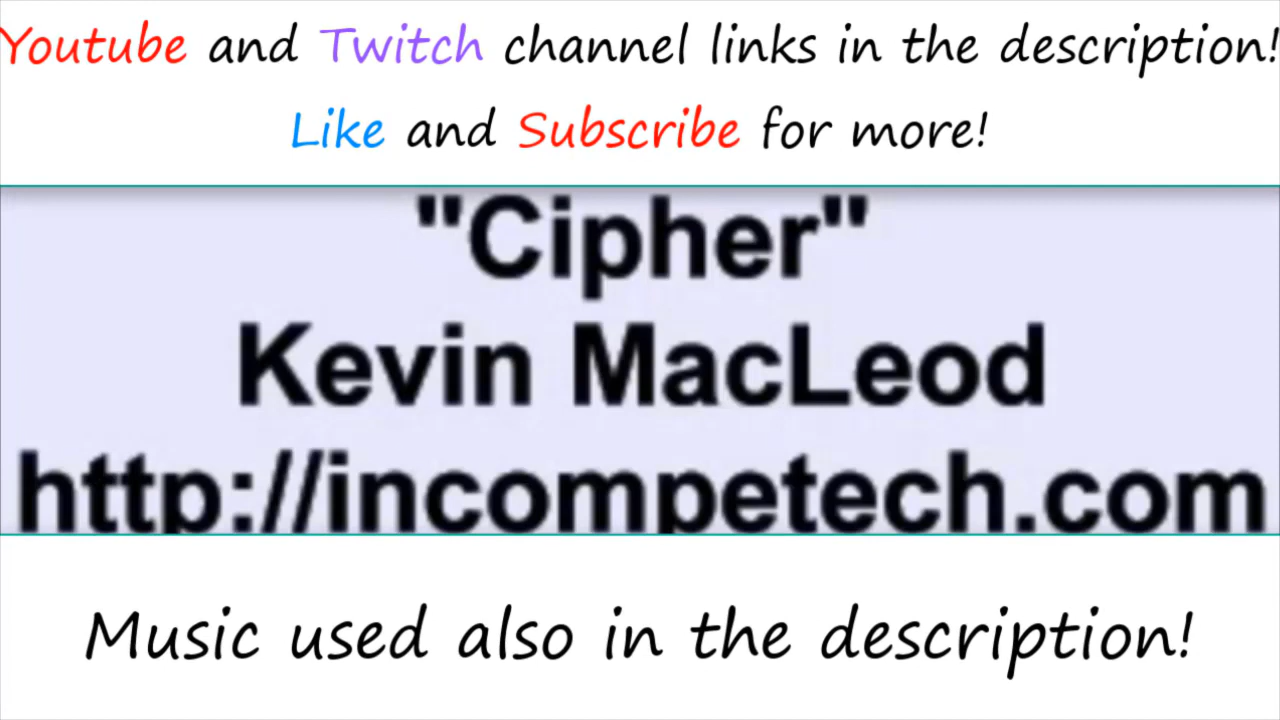 Youtube and Twitch channel links in the description!
Like and Subscribe for more!
"Cipher"
Kevin MacLeod
http://incompetech.com
Music used also in the description!